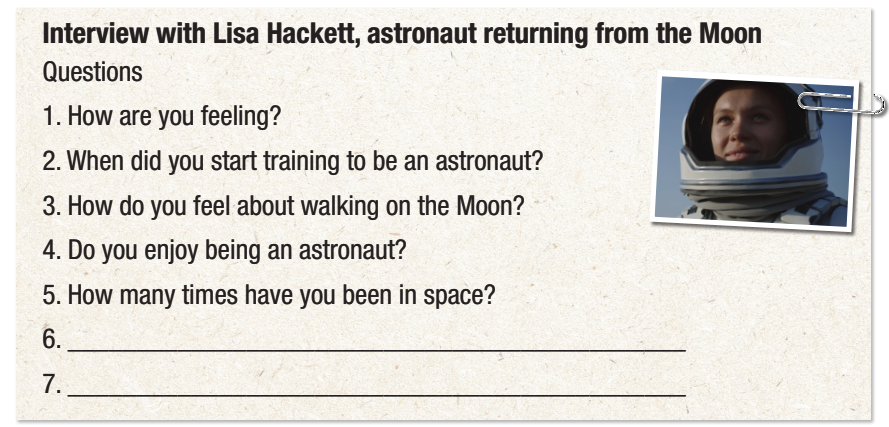 Interview with Lisa Hackett, astronaut returning from the Moon
Questions
1. How are you feeling?
2. When did you start training to be an astronaut?
3. How do you feel about walking on the Moon?
4. Do you enjoy being an astronaut?
5. How many times have you been in space?
6.
7.